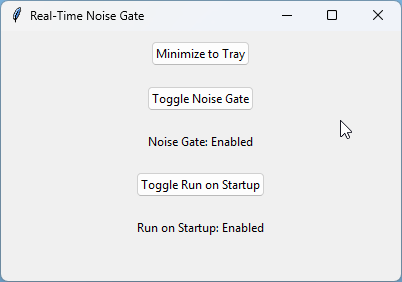 Real-Time Noise Gate
Minimize to Tray
Toggle Noise Gate
Noise Gate: Enabled
Toggle Run on Startup
Run on Startup: Enabled